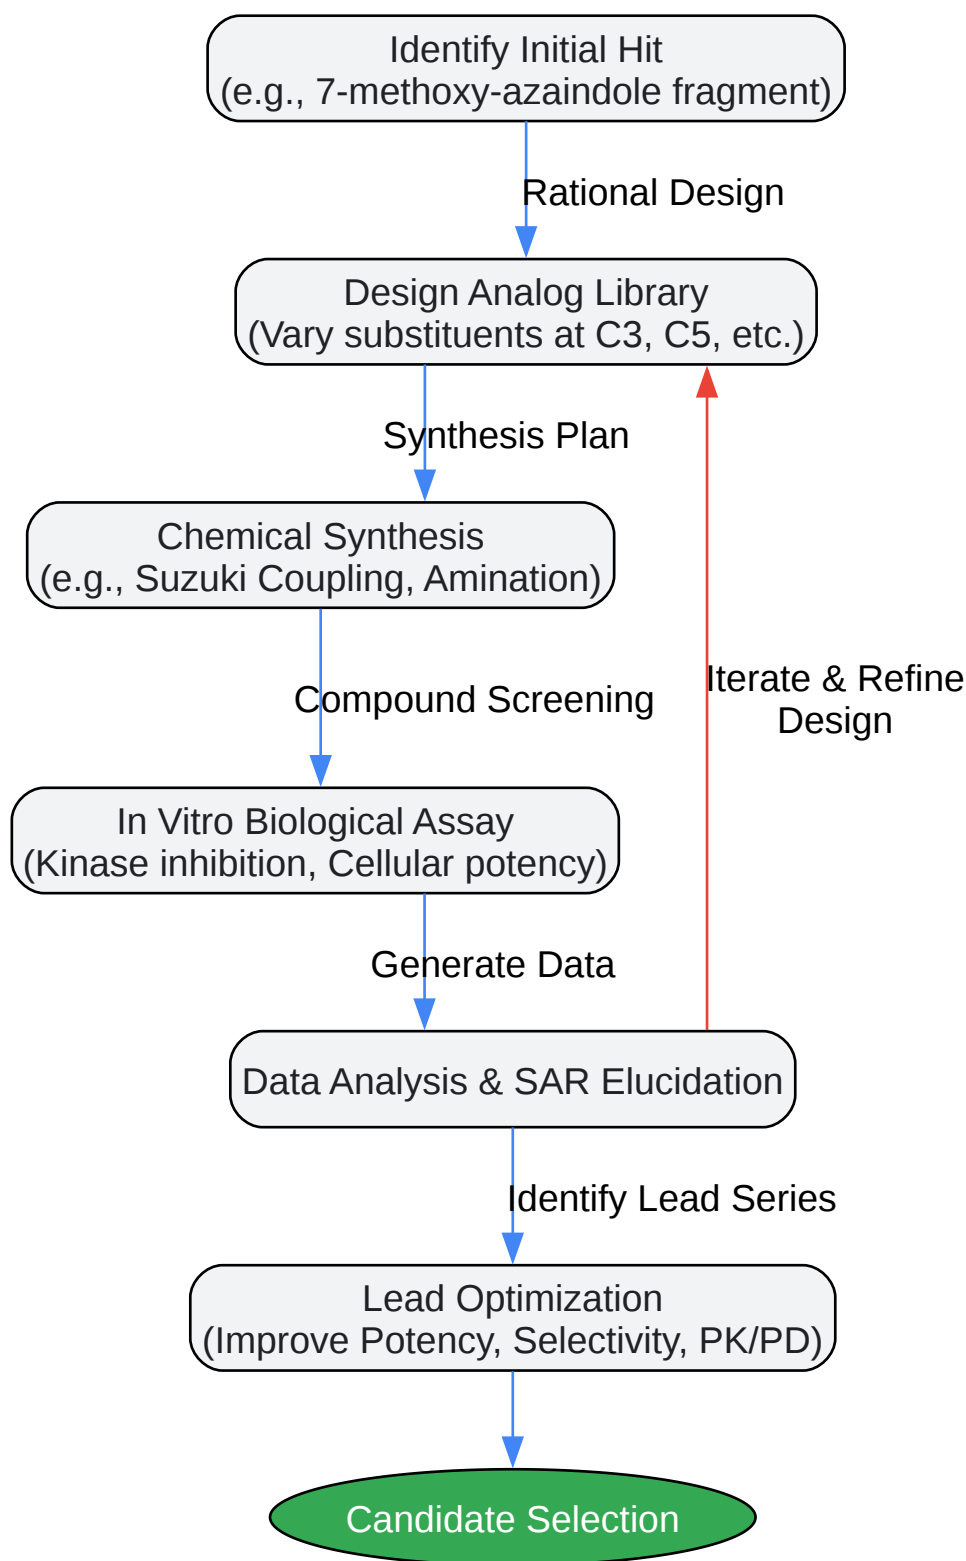 Identify Initial Hit
(e.g., 7-methoxy-azaindole fragment)
Rational Design
Design Analog Library
(Vary substituents at C3, C5, etc.)
Synthesis Plan
Chemical Synthesis
(e.g., Suzuki Coupling, Amination)
Iterate & Refine
Design
Compound Screening
In Vitro Biological Assay
(Kinase inhibition, Cellular potency)
Generate Data
Data Analysis & SAR Elucidation
Identify Lead Series
Lead Optimization
(Improve Potency, Selectivity, PK/PD)
Candidate Selection